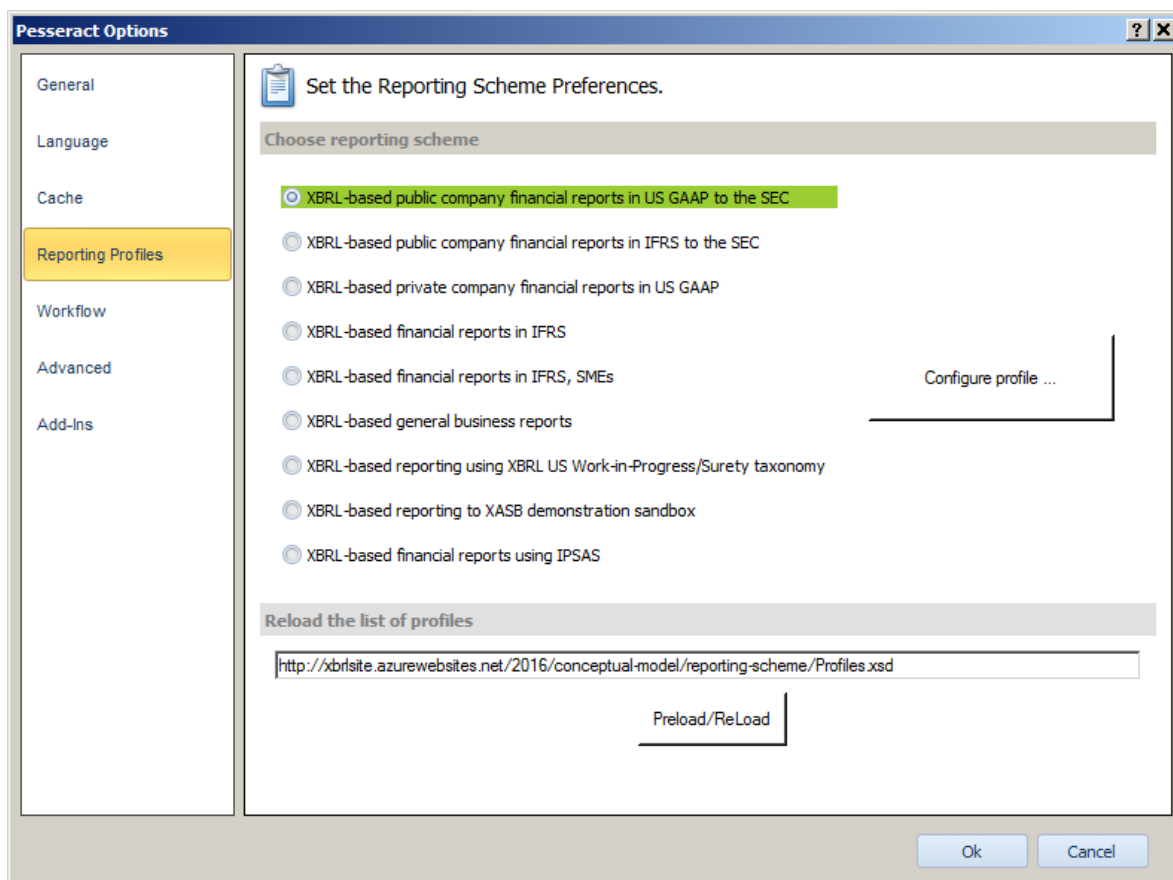 Pesseract Options
General
Language
Cache
Reporting Profiles
Workflow
Advanced
Add-Ins
Set the Reporting Scheme Preferences.
Choose reporting scheme
XBRL-based public company financial reports in US GAAP to the SEC
XBRL-based public company financial reports in IFRS to the SEC
XBRL-based private company financial reports in US GAAP
XBRL-based financial reports in IFRS
XBRL-based financial reports in IFRS, SMEs
XBRL-based general business reports
XBRL-based reporting using XBRL US Work-in-Progress/Surety taxonomy
XBRL-based reporting to XASB demonstration sandbox
XBRL-based financial reports using IPSAS
Configure profile ...
Reload the list of profiles
http://xbrlsite.azurewebsites.net/2016/conceptual-model/reporting-scheme/Profiles.xsd
Preload/ReLoad
Ok
Cancel